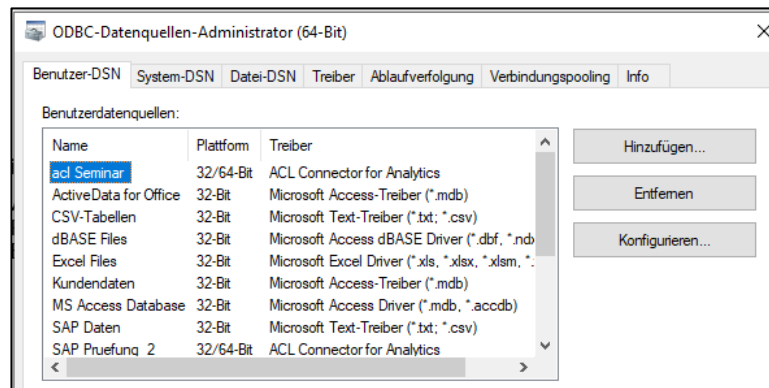 ODBC-Datenquellen-Administrator (64-Bit)
Benutzer-DSN System-DSN Datei-DSN Treiber Ablaufverfolgung Verbindungspooling Info
Benutzerdatenquellen:
Name Plattform Treiber
acl Seminar 32/64-Bit ACL Connector for Analytics
ActiveData for Office 32-Bit Microsoft Access-Treiber (*.mdb)
CSV-Tabellen 32-Bit Microsoft Text-Treiber (*.txt; *.csv)
dBASE Files 32-Bit Microsoft Access dBASE Driver (*.dbf, *.ndx
Excel Files 32-Bit Microsoft Excel Driver (*.xls, *.xlsx, *.xlsm, *.
Kundendaten 32-Bit Microsoft Access-Treiber (*.mdb)
MS Access Database 32-Bit Microsoft Access Driver (*.mdb, *.accdb)
SAP Daten 32-Bit Microsoft Text-Treiber (*.txt; *.csv)
SAP Pruefung_2 32/64-Bit ACL Connector for Analytics
Hinzufügen...
Entfernen
Konfigurieren...